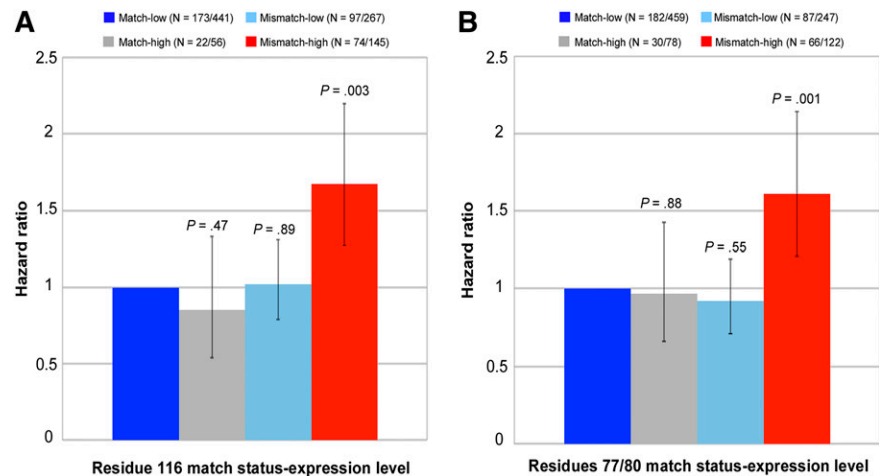 A
Match-low (N = 173/441) Mismatch-low (N = 97/267)
Match-high (N = 22/56) Mismatch-high (N = 74/145)
2.5
2
1.5
1
0.5
0
Hazard ratio
P = .47
P = .89
P = .003
Residue 116 match status-expression level
B
Match-low (N = 182/459) Mismatch-low (N = 87/247)
Match-high (N = 30/78) Mismatch-high (N = 66/122)
2.5
2
1.5
1
0.5
0
Hazard ratio
P = .88
P = .55
P = .001
Residues 77/80 match status-expression level